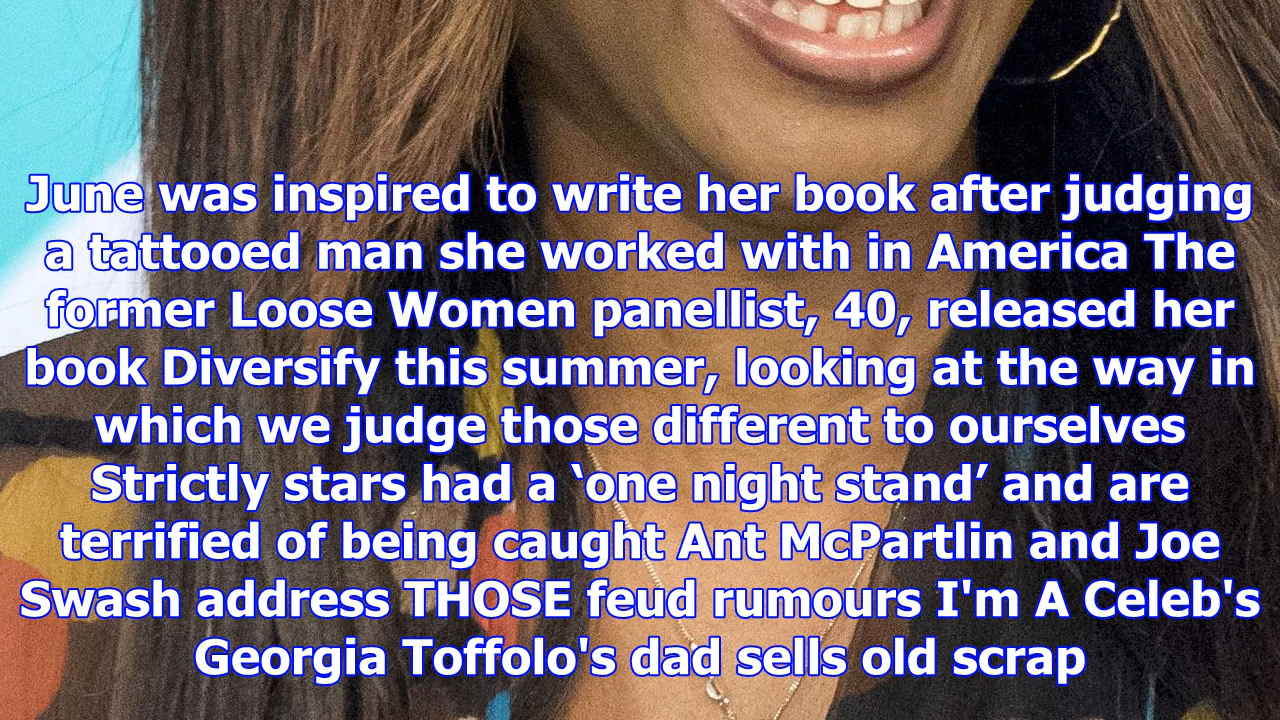 June was inspired to write her book after judging
a tattooed man she worked with in America The
former Loose Women panellist, 40, released her
book Diversify this summer, looking at the way in
which we judge those different to ourselves
Strictly stars had a ‘one night stand’ and are
terrified of being caught Ant McPartlin and Joe
Swash address THOSE feud rumours I'm A Celeb's
Georgia Toffolo's dad sells old scrap